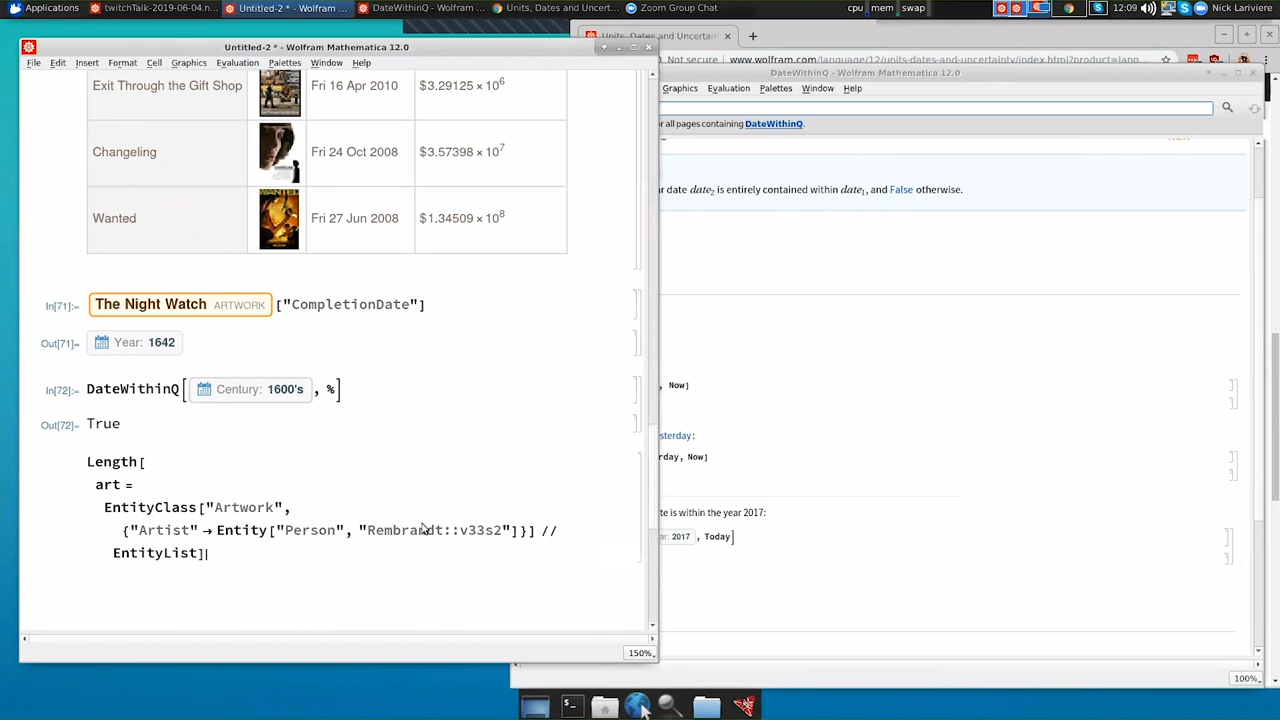 Applications
twitchTalk-2019-06-04.n...
Untitled-2 * - Wolfram ...
DateWithinQ - Wolfram ...
Units, Dates and Uncert...
Zoom Group Chat
cpu mem swap
12:09
Nick Lariviere
Untitled-2 * - Wolfram Mathematica 12.0
File Edit Insert Format Cell Graphics Evaluation Palettes Window Help
Exit Through the Gift Shop Fri 16 Apr 2010 $3.29125 × 10^6
Changeling Fri 24 Oct 2008 $3.57398 × 10^7
WANTED
Wanted Fri 27 Jun 2008 $1.34509 × 10^8
In[71]:= The Night Watch ARTWORK ["CompletionDate"]
Out[71]= Year: 1642
In[72]:= DateWithinQ[ Century: 1600's , %]
Out[72]= True
Length[
art =
EntityClass["Artwork",
{"Artist" → Entity["Person", "Rembrandt::v33s2"]}] //
EntityList]
150%
Units, Dates and Uncertain
Not secure www.wolfram.com/language/12/units-dates-and-uncertainty/index.html?product=lang...
DateWithinQ - Wolfram Mathematica 12.0
Graphics Evaluation Palettes Window Help
or all pages containing DateWithinQ.
ar date date2 is entirely contained within date1, and False otherwise.
, Now]
sterday:
rday, Now]
te is within the year 2017:
ar: 2017 , Today]
100%